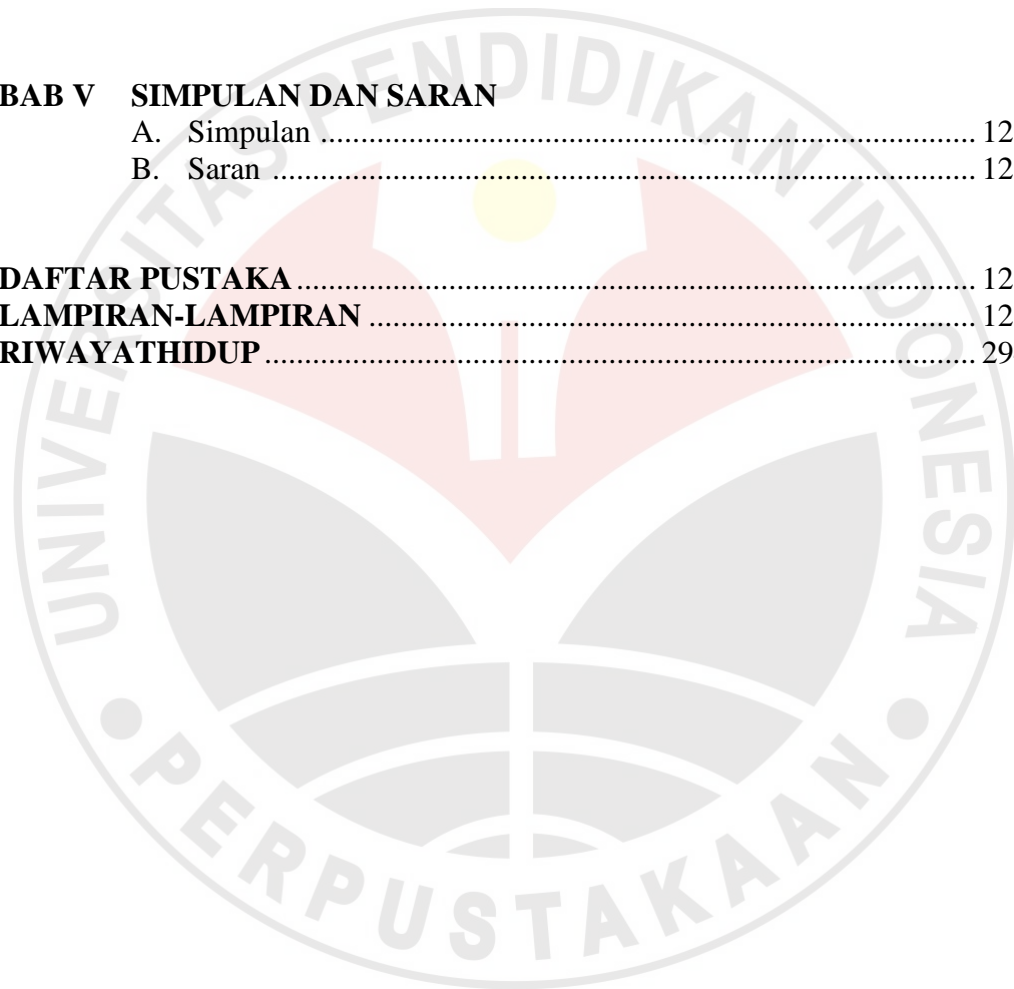 BAB V SIMPULAN DAN SARAN
A. Simpulan .................................................................................. 12
B. Saran ........................................................................................ 12
DAFTAR PUSTAKA ..................................................................................... 12
LAMPIRAN-LAMPIRAN ............................................................................ 12
RIWAYATHIDUP ......................................................................................... 29
UNIVERSITAS PENDIDIKAN INDONESIA
PERPUSTAKAAN